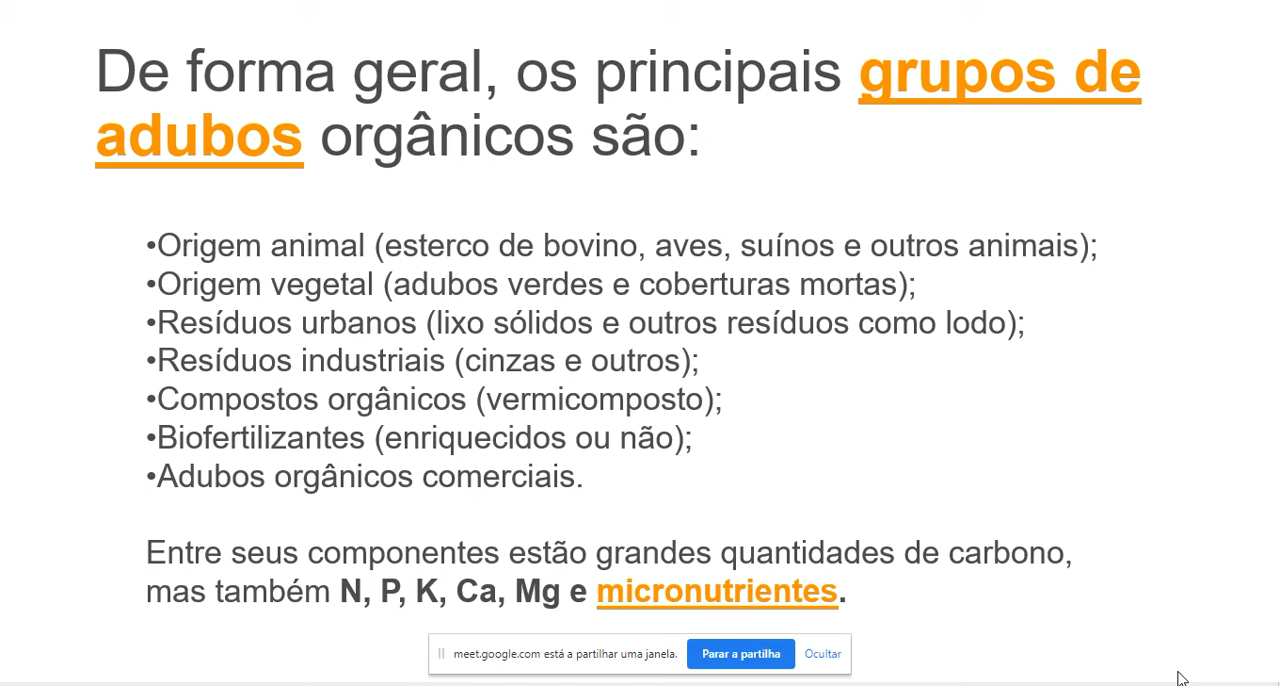 De forma geral, os principais grupos de
adubos orgânicos são:
•Origem animal (esterco de bovino, aves, suínos e outros animais);
•Origem vegetal (adubos verdes e coberturas mortas);
•Resíduos urbanos (lixo sólidos e outros resíduos como lodo);
•Resíduos industriais (cinzas e outros);
•Compostos orgânicos (vermicomposto);
•Biofertilizantes (enriquecidos ou não);
•Adubos orgânicos comerciais.
Entre seus componentes estão grandes quantidades de carbono,
mas também N, P, K, Ca, Mg e micronutrientes.
meet.google.com está a partilhar uma janela. Parar a partilha Ocultar